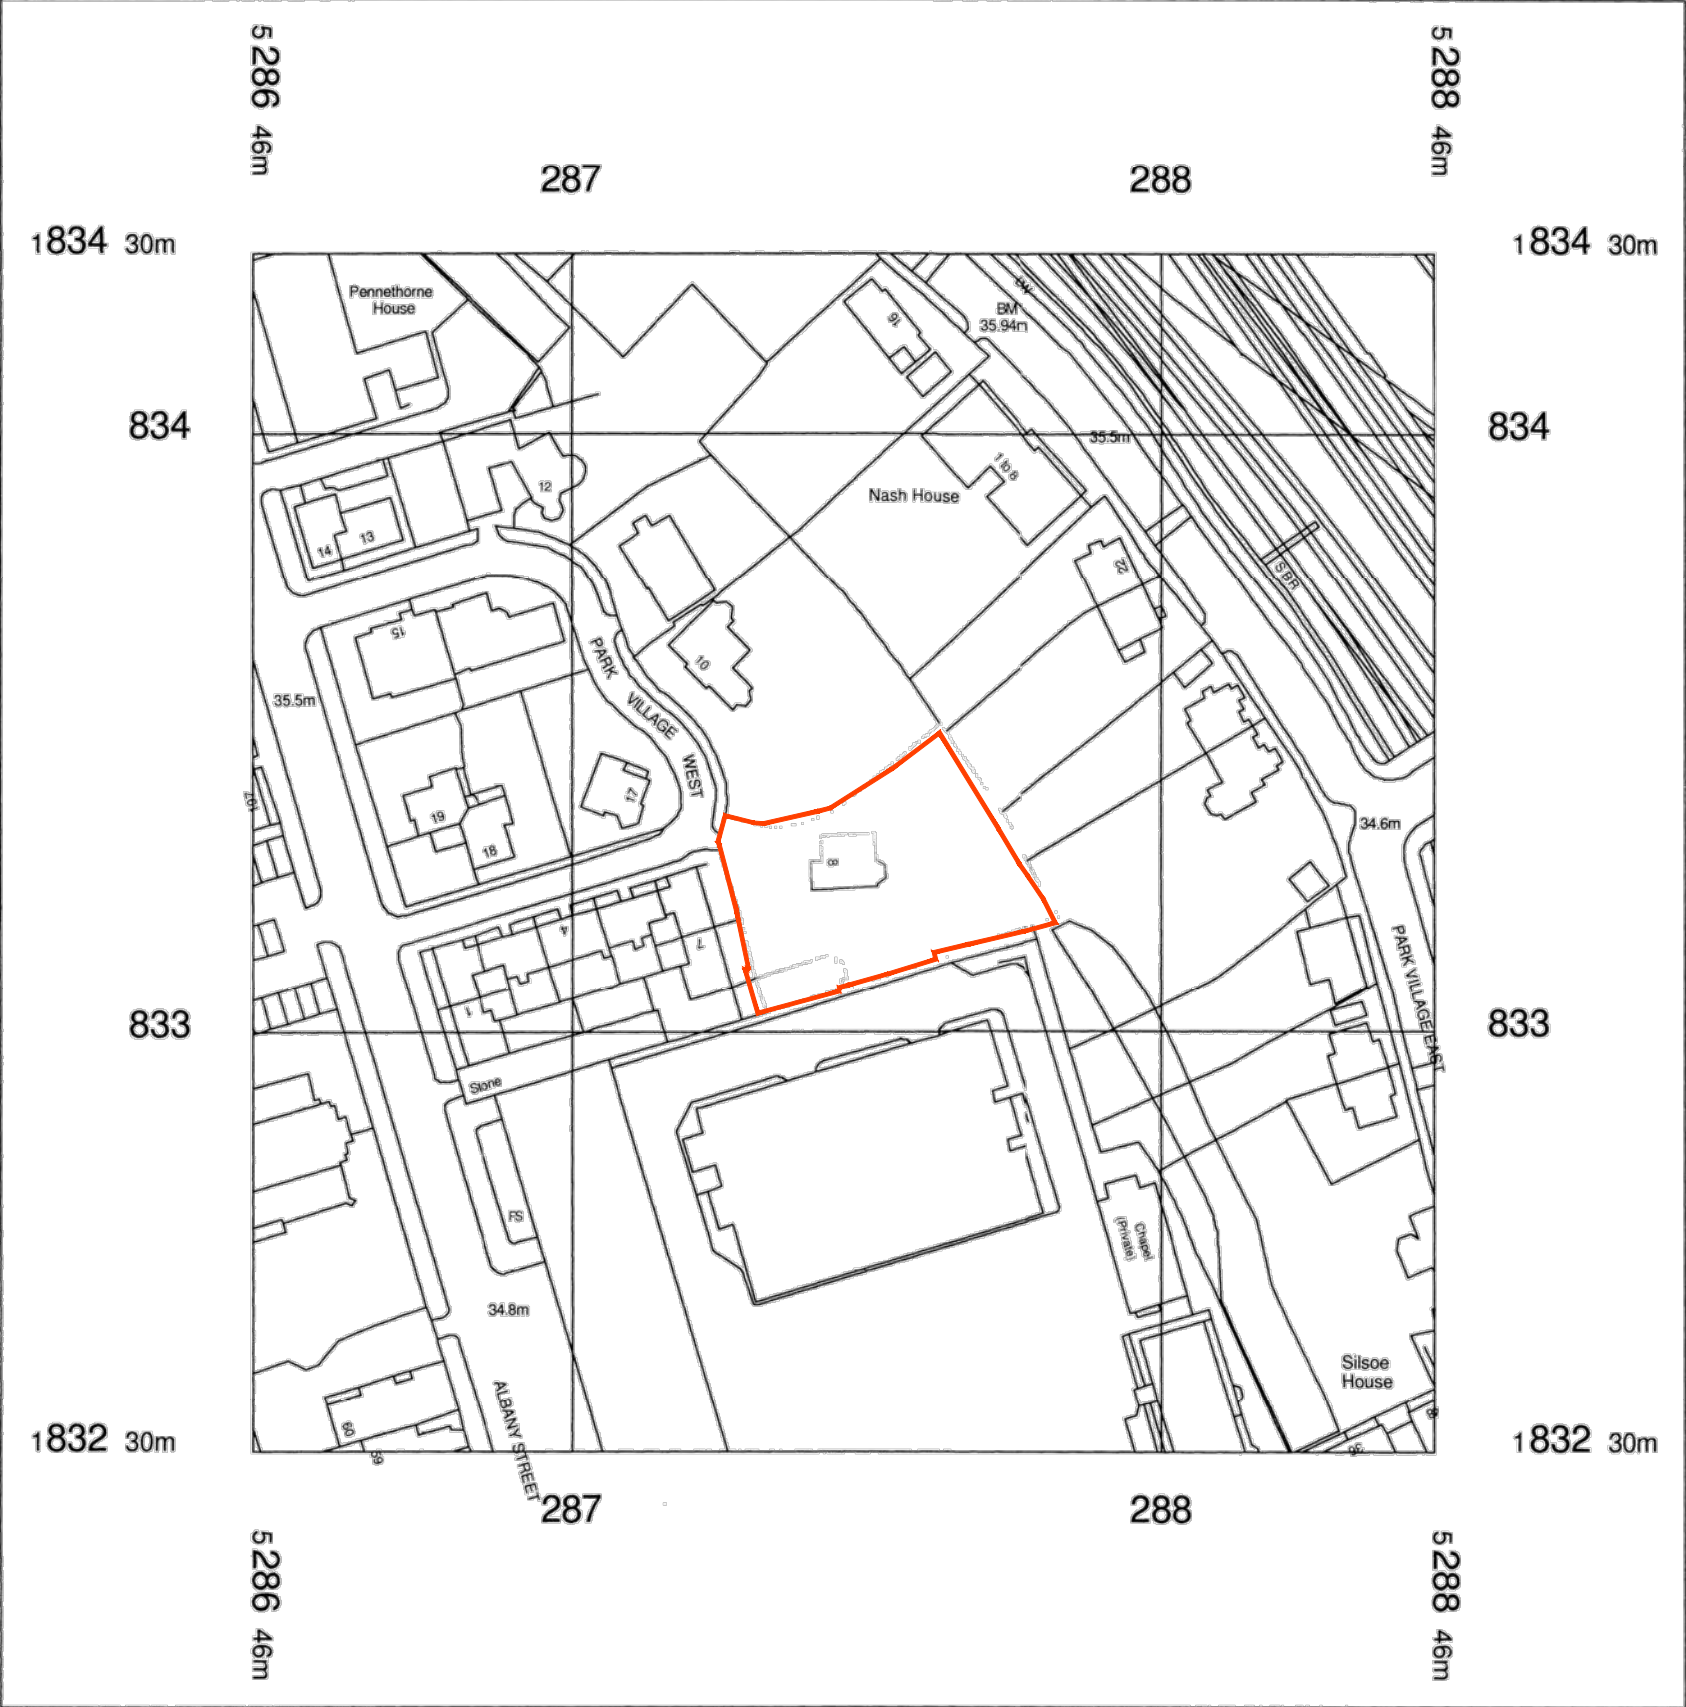 5 286 46m
5 288 46m
287
288
1834 30m
1834 30m
Pennethorne
House
16
LW
BM
35.94m
834
834
35.5m
1 to 8
12
Nash House
14
13
22
SBR
15
PARK VILLAGE WEST
10
35.5m
17
107
19
18
34.6m
8
4
7
1
PARK VILLAGE EAST
833
833
Stone
FS
Chapel
(Private)
34.8m
Silsoe
House
ALBANY STREET
60
59
36
1832 30m
1832 30m
287
288
5 286 46m
5 288 46m